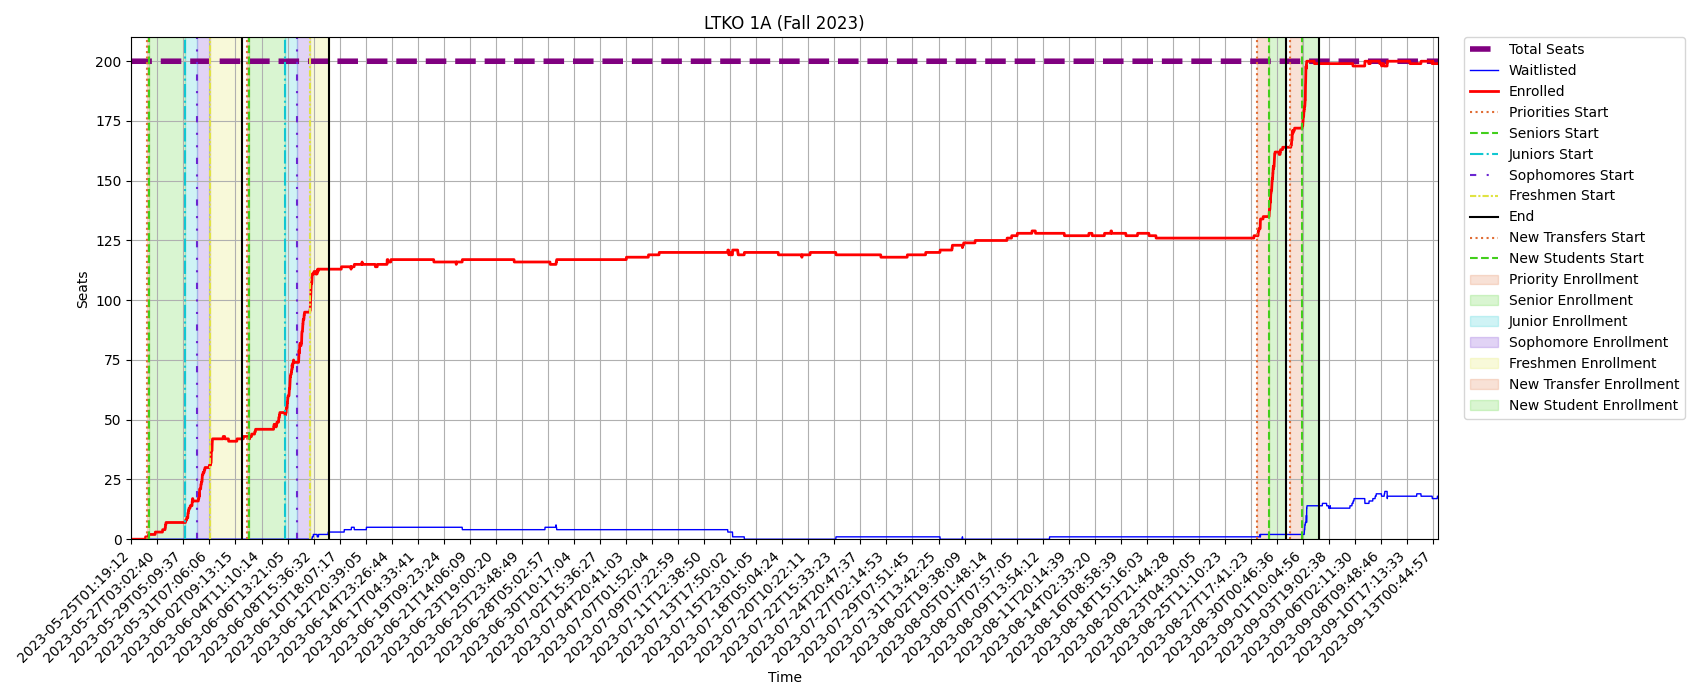 LTKO 1A (Fall 2023)
Seats
200
175
150
125
100
75
50
25
0
2023-05-25T01:19:12
2023-05-27T03:02:40
2023-05-29T05:09:37
2023-05-31T07:06:06
2023-06-02T09:13:15
2023-06-04T11:10:14
2023-06-06T13:21:05
2023-06-08T15:36:32
2023-06-10T18:07:17
2023-06-12T20:39:05
2023-06-14T23:26:44
2023-06-17T04:33:41
2023-06-19T09:23:24
2023-06-21T14:06:09
2023-06-23T19:00:20
2023-06-25T23:48:49
2023-06-28T05:02:57
2023-06-30T10:17:04
2023-07-02T15:36:27
2023-07-04T20:41:03
2023-07-07T01:52:04
2023-07-09T07:22:59
2023-07-11T12:38:50
2023-07-13T17:50:02
2023-07-15T23:01:05
2023-07-18T05:04:24
2023-07-20T10:22:11
2023-07-22T15:33:23
2023-07-24T20:47:37
2023-07-27T02:14:53
2023-07-29T07:51:45
2023-07-31T13:42:25
2023-08-02T19:38:09
2023-08-05T01:48:14
2023-08-07T07:57:05
2023-08-09T13:54:12
2023-08-11T20:14:39
2023-08-14T02:33:20
2023-08-16T08:58:39
2023-08-18T15:16:03
2023-08-20T21:44:28
2023-08-23T04:30:05
2023-08-25T11:10:23
2023-08-27T17:41:23
2023-08-30T00:46:36
2023-09-01T10:04:56
2023-09-03T19:02:38
2023-09-06T02:11:30
2023-09-08T09:48:46
2023-09-10T17:13:33
2023-09-13T00:44:57
Time
Total Seats
Waitlisted
Enrolled
Priorities Start
Seniors Start
Juniors Start
Sophomores Start
Freshmen Start
End
New Transfers Start
New Students Start
Priority Enrollment
Senior Enrollment
Junior Enrollment
Sophomore Enrollment
Freshmen Enrollment
New Transfer Enrollment
New Student Enrollment